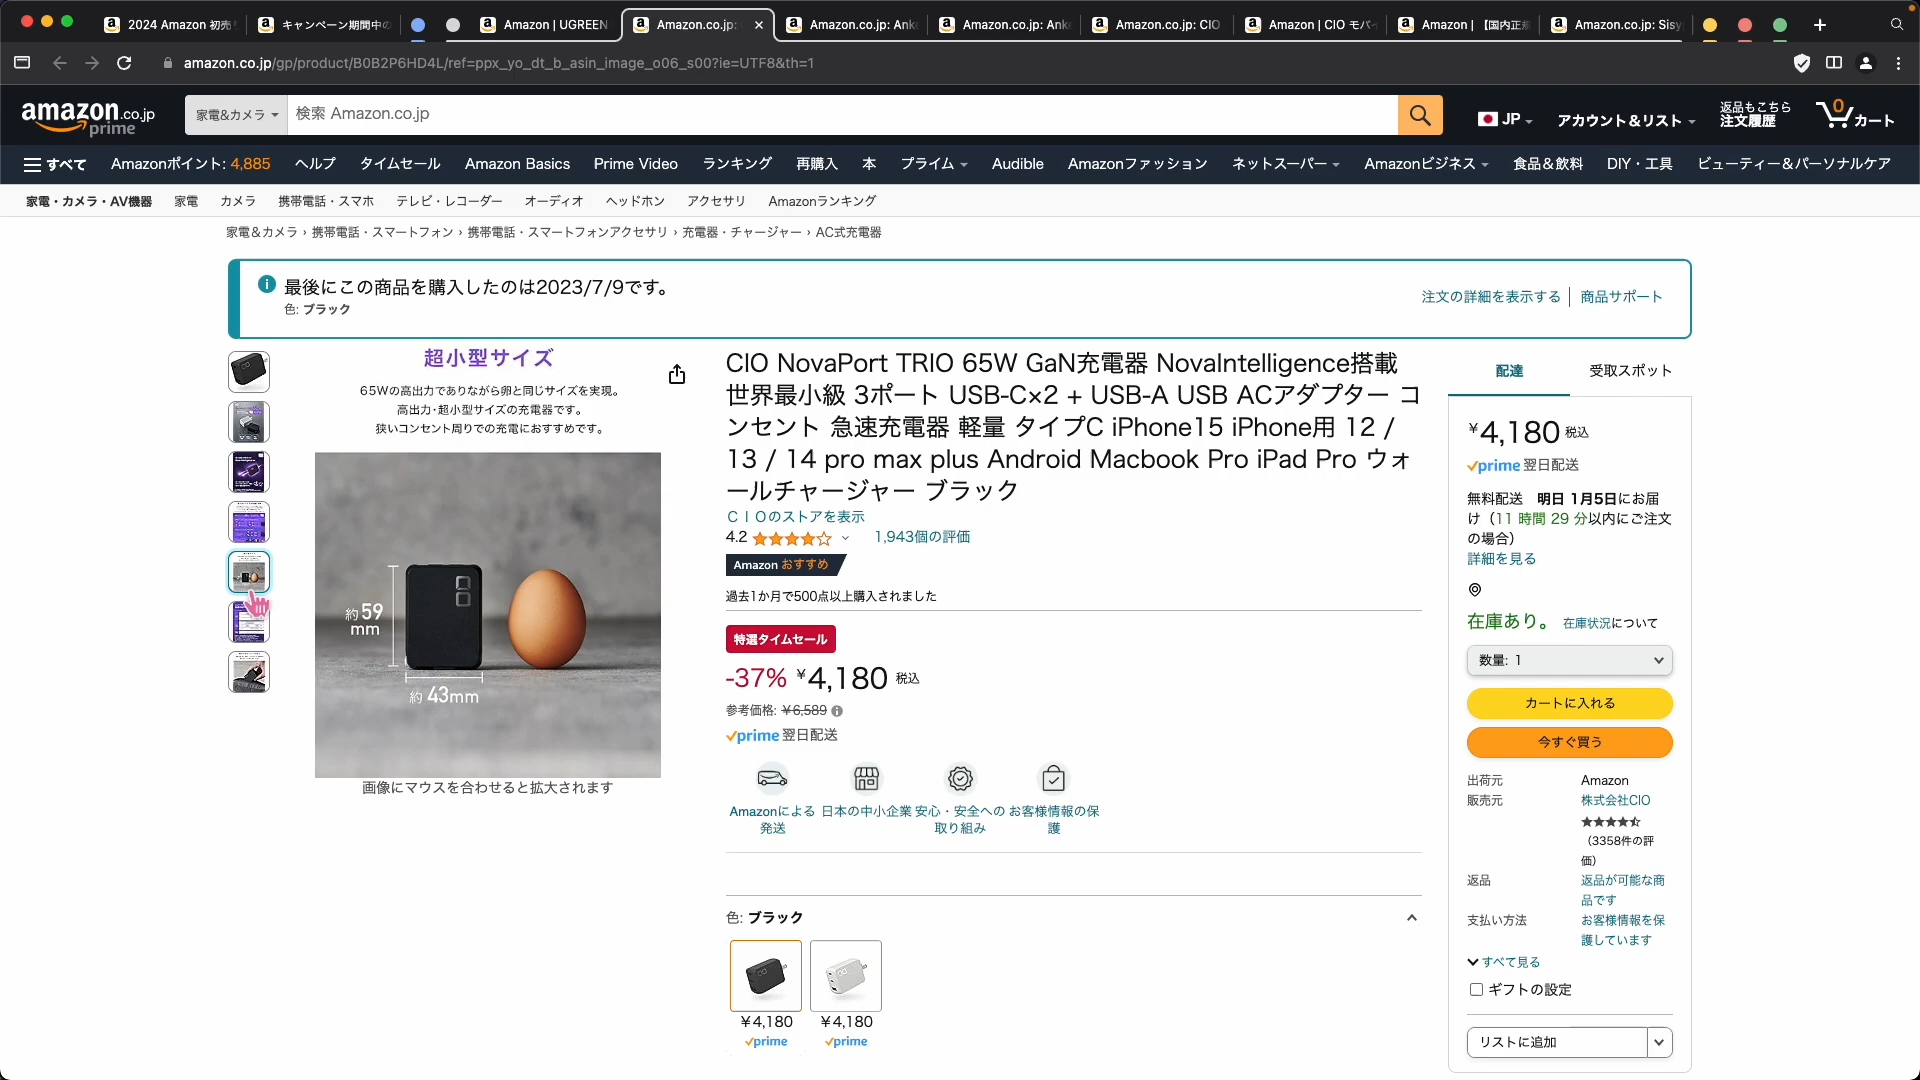 2024 Amazon 初売り
キャンペーン期間中の
Amazon | UGREEN
Amazon.co.jp:
Amazon.co.jp: Anke
Amazon.co.jp: Anke
Amazon.co.jp: CIO
Amazon | CIO モバイ
Amazon | 【国内正規
Amazon.co.jp: Sisy
amazon.co.jp/gp/product/B0B2P6HD4L/ref=ppx_yo_dt_b_asin_image_o06_s00?ie=UTF8&th=1
amazon.co.jp
prime
家電&カメラ
検索 Amazon.co.jp
JP
アカウント&リスト
返品もこちら
注文履歴
0
カート
すべて
Amazonポイント: 4,885
ヘルプ
タイムセール
Amazon Basics
Prime Video
ランキング
再購入
本
プライム
Audible
Amazonファッション
ネットスーパー
Amazonビジネス
食品&飲料
DIY・工具
ビューティー&パーソナルケア
家電・カメラ・AV機器
家電
カメラ
携帯電話・スマホ
テレビ・レコーダー
オーディオ
ヘッドホン
アクセサリ
Amazonランキング
家電&カメラ › 携帯電話・スマートフォン › 携帯電話・スマートフォンアクセサリ › 充電器・チャージャー › AC式充電器
最後にこの商品を購入したのは2023/7/9です。
色: ブラック
注文の詳細を表示する
商品サポート
超小型サイズ
65Wの高出力でありながら卵と同じサイズを実現。
高出力・超小型サイズの充電器です。
狭いコンセント周りでの充電におすすめです。
約59
mm
約43mm
画像にマウスを合わせると拡大されます
CIO NovaPort TRIO 65W GaN充電器 NovaIntelligence搭載
世界最小級 3ポート USB-C×2 + USB-A USB ACアダプター コ
ンセント 急速充電器 軽量 タイプC iPhone15 iPhone用 12 /
13 / 14 pro max plus Android Macbook Pro iPad Pro ウォ
ールチャージャー ブラック
CIOのストアを表示
4.2
1,943個の評価
Amazon おすすめ
過去1か月で500点以上購入されました
特選タイムセール
-37% ¥4,180 税込
参考価格: ¥6,589
prime 翌日配送
Amazonによる
発送
日本の中小企業
安心・安全への
取り組み
お客様情報の保
護
色: ブラック
¥4,180
prime
¥4,180
prime
配達
受取スポット
¥4,180 税込
prime 翌日配送
無料配送 明日 1月5日にお届
け（11 時間 29 分以内にご注文
の場合）
詳細を見る
在庫あり。 在庫状況について
数量: 1
カートに入れる
今すぐ買う
出荷元
Amazon
販売元
株式会社CIO
（3358件の評
価）
返品
返品が可能な商
品です
支払い方法
お客様情報を保
護しています
すべて見る
ギフトの設定
リストに追加